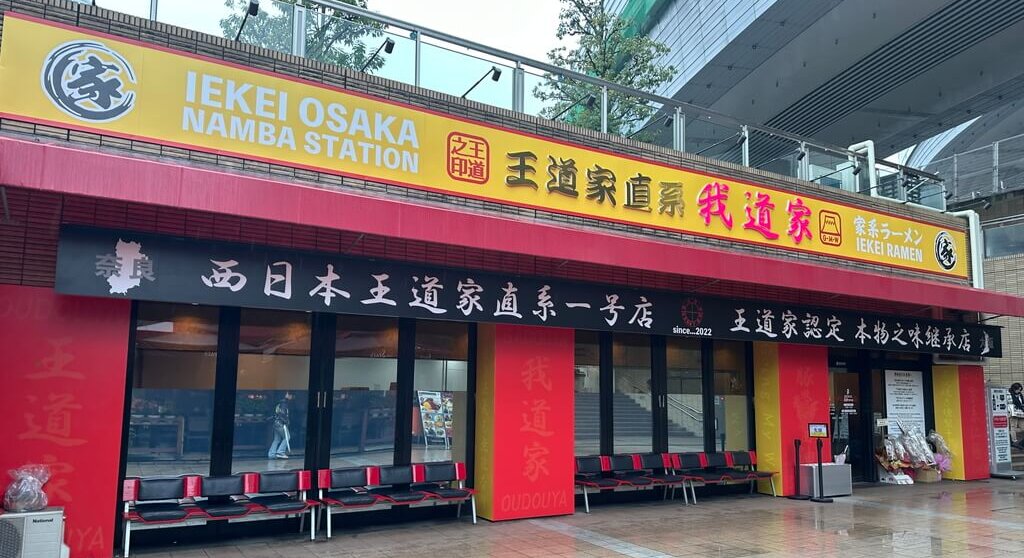 家
IEKEI OSAKA
NAMBA STATION
王道
之印
王道家直系
我道家
O-M-W
家系ラーメン
IEKEI RAMEN
家
奈良
西日本王道家直系一号店
since...2022
王道家認定 本物之味継承店
OUDOUYA
王道家
我道家
OUDOUYA
National